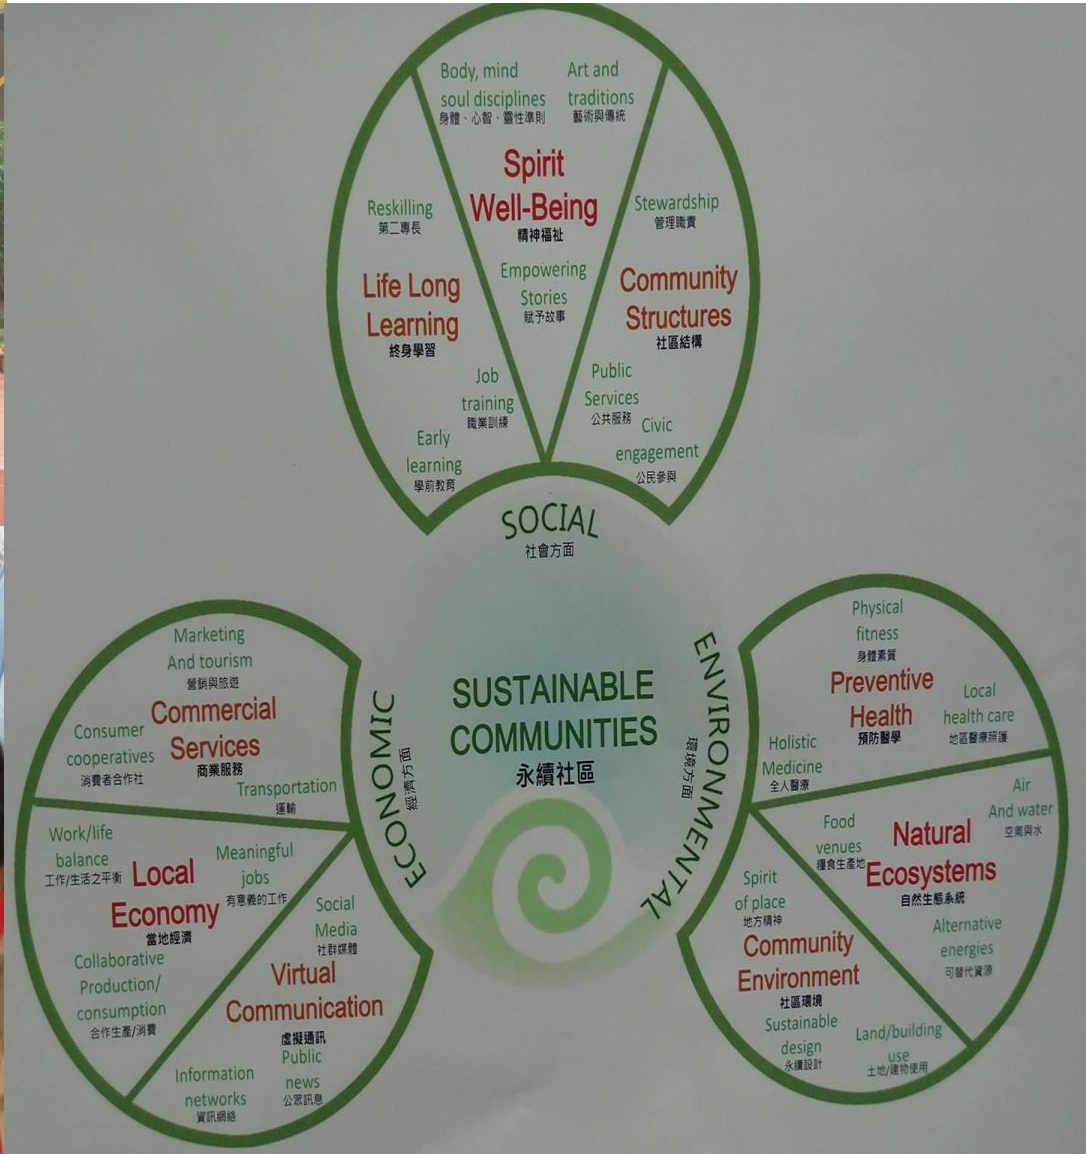 Body, mind
soul disciplines
身體、心智、靈性準則
Art and
traditions
藝術與傳統
Spirit
Well-Being
精神福祉
Empowering
Stories
賦予故事
Reskilling
第二專長
Life Long
Learning
終身學習
Job
training
職業訓練
Early
learning
學前教育
Stewardship
管理職責
Community
Structures
社區結構
Public
Services
公共服務
Civic
engagement
公民參與
SOCIAL
社會方面
SUSTAINABLE
COMMUNITIES
永續社區
ECONOMIC
經濟方面
ENVIRONMENTAL
環境方面
Marketing
And tourism
營銷與旅遊
Commercial
Services
商業服務
Consumer
cooperatives
消費者合作社
Transportation
運輸
Work/life
balance
工作/生活之平衡
Local
Economy
當地經濟
Meaningful
jobs
有意義的工作
Collaborative
Production/
consumption
合作生產/消費
Social
Media
社群媒體
Virtual
Communication
虛擬通訊
Information
networks
資訊網絡
Public
news
公眾訊息
Physical
fitness
身體素質
Preventive
Health
預防醫學
Local
health care
地區醫療照護
Holistic
Medicine
全人醫療
Air
And water
空氣與水
Food
venues
糧食生產地
Natural
Ecosystems
自然生態系統
Alternative
energies
可替代資源
Spirit
of place
地方精神
Community
Environment
社區環境
Sustainable
design
永續設計
Land/building
use
土地/建物使用